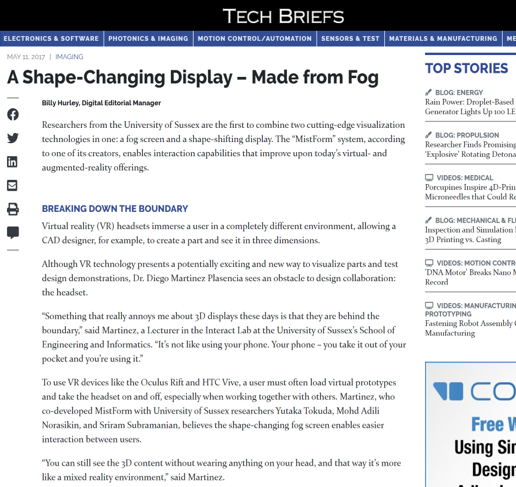 TECH BRIEFS
ELECTRONICS & SOFTWARE
PHOTONICS & IMAGING
MOTION CONTROL/AUTOMATION
SENSORS & TEST
MATERIALS & MANUFACTURING
MAY 11, 2017 | IMAGING
A Shape-Changing Display – Made from Fog
Billy Hurley, Digital Editorial Manager
Researchers from the University of Sussex are the first to combine two cutting-edge visualization
technologies in one: a fog screen and a shape-shifting display. The “MistForm” system, according
to one of its creators, enables interaction capabilities that improve upon today’s virtual- and
augmented-reality offerings.
BREAKING DOWN THE BOUNDARY
Virtual reality (VR) headsets immerse a user in a completely different environment, allowing a
CAD designer, for example, to create a part and see it in three dimensions.
Although VR technology presents a potentially exciting and new way to visualize parts and test
design demonstrations, Dr. Diego Martinez Plasencia sees an obstacle to design collaboration:
the headset.
“Something that really annoys me about 3D displays these days is that they are behind the
boundary,” said Martinez, a Lecturer in the Interact Lab at the University of Sussex’s School of
Engineering and Informatics. “It’s not like using your phone. Your phone – you take it out of your
pocket and you’re using it.”
To use VR devices like the Oculus Rift and HTC Vive, a user must often load virtual prototypes
and take the headset on and off, especially when working together with others. Martinez, who
co-developed MistForm with University of Sussex researchers Yutaka Tokuda, Mohd Adili
Norasikin, and Sriram Subramanian, believes the shape-changing fog screen enables easier
interaction between users.
“You can still see the 3D content without wearing anything on your head, and that way it’s more
like a mixed reality environment,” said Martinez.
TOP STORIES
BLOG: ENERGY
Rain Power: Droplet-Based
Generator Lights Up 100 LE
BLOG: PROPULSION
Researcher Finds Promising
‘Explosive’ Rotating Detona
VIDEOS: MEDICAL
Porcupines Inspire 4D-Prin
Microneedles that Could Re
BLOG: MECHANICAL & FL
Inspection and Simulation
3D Printing vs. Casting
VIDEOS: MOTION CONTR
'DNA Motor' Breaks Nano M
Record
VIDEOS: MANUFACTURIN
PROTOTYPING
Fastening Robot Assembly
Manufacturing
CO
Free W
Using Sim
Design